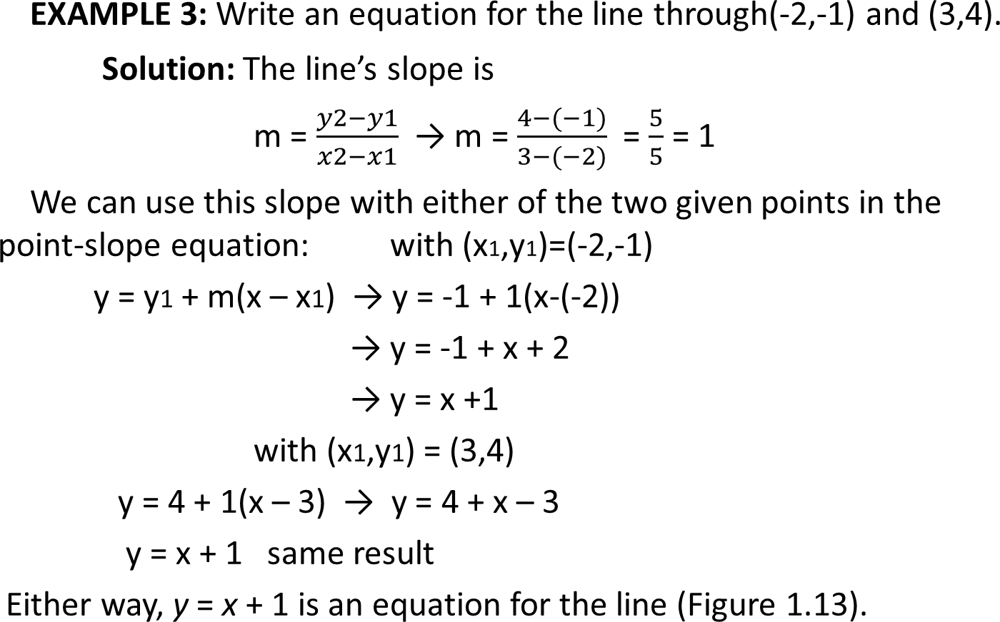 EXAMPLE 3: Write an equation for the line through(-2,-1) and (3,4).
Solution: The line’s slope is
m = \frac{y2−y1}{x2−x1} → m = \frac{4−(−1)}{3−(−2)} = \frac{5}{5} = 1
We can use this slope with either of the two given points in the
point-slope equation: with (x1,y1)=(-2,-1)
y = y1 + m(x – x1) → y = -1 + 1(x-(-2))
→ y = -1 + x + 2
→ y = x +1
with (x1,y1) = (3,4)
y = 4 + 1(x – 3) → y = 4 + x – 3
y = x + 1 same result
Either way, y = x + 1 is an equation for the line (Figure 1.13).